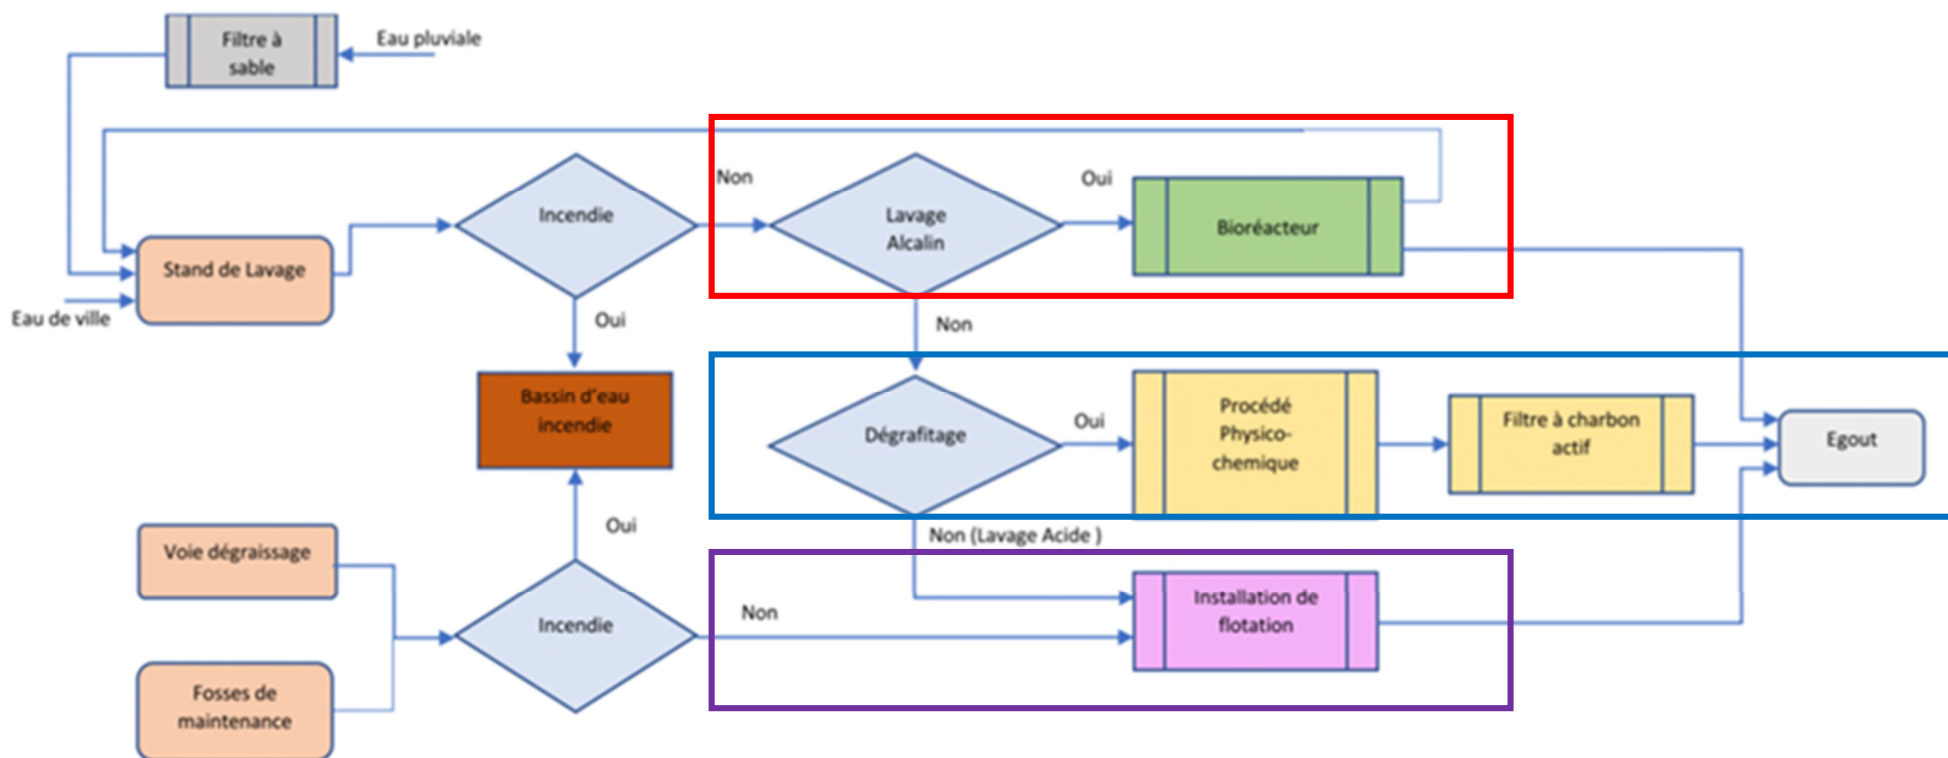 Filtre à
sable
Eau pluviale
Non
Oui
Incendie
Lavage
Alcalin
Bioréacteur
Stand de Lavage
Eau de ville
Oui
Non
Bassin d'eau
incendie
Dégrafitage
Oui
Procédé
Physico-
chemique
Filtre à charbon
actif
Egout
Oui
Non (Lavage Acide )
Voie dégraissage
Incendie
Non
Installation de
flotation
Fosses de
maintenance